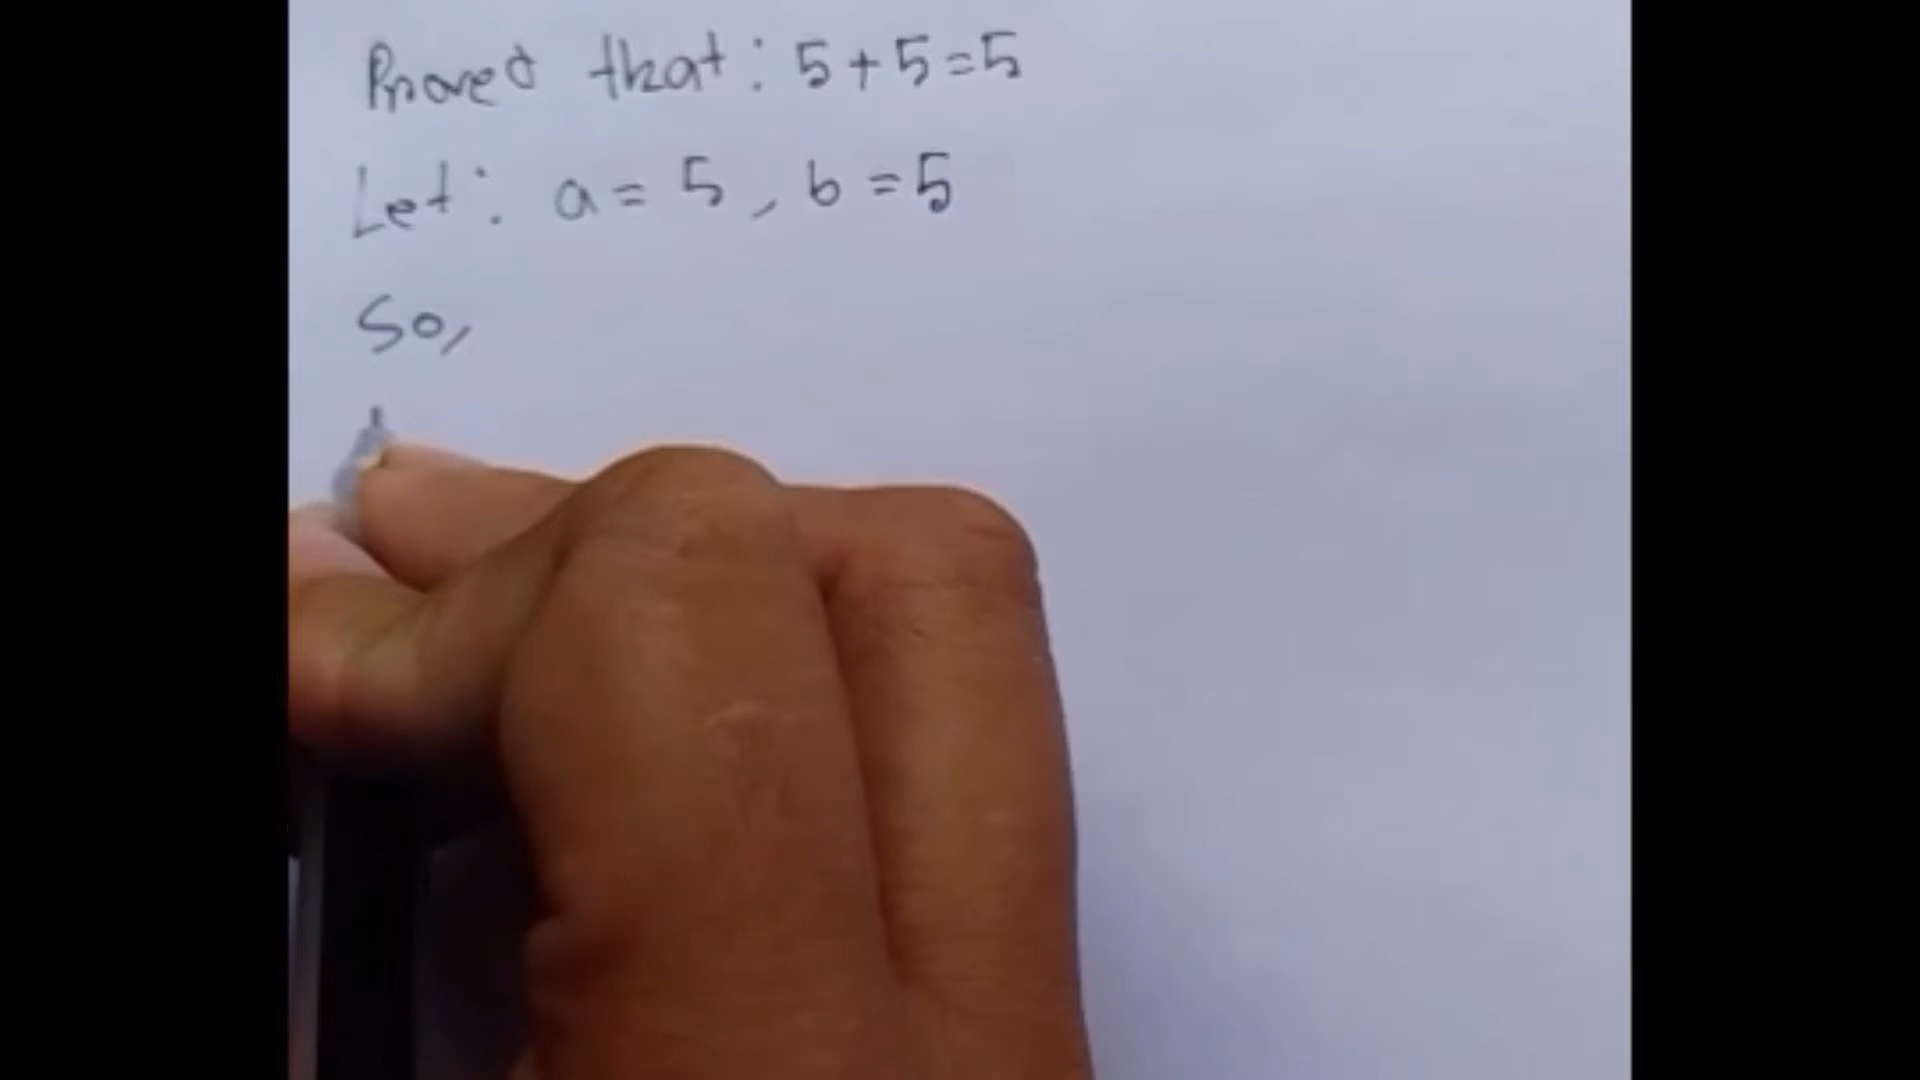 Proved that: 5+5=5
Let: a = 5, b = 5
So,